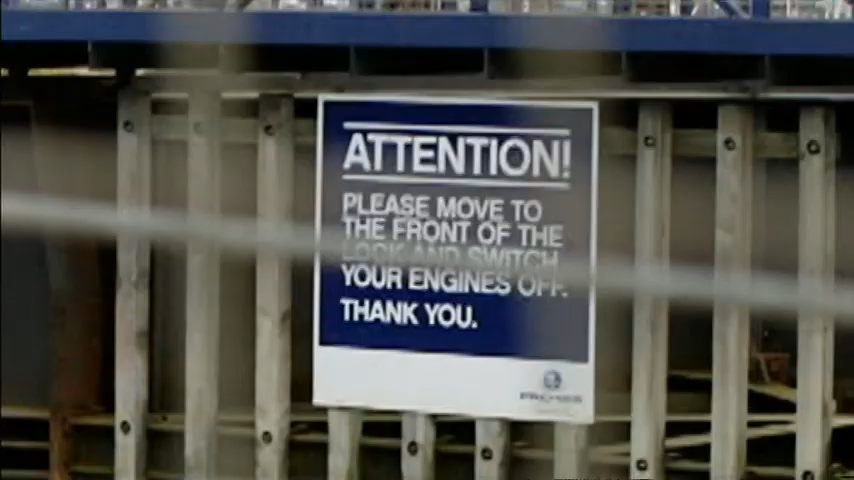 ATTENTION!
PLEASE MOVE TO
THE FRONT OF THE
LOCK AND SWITCH
YOUR ENGINES OFF.
THANK YOU.